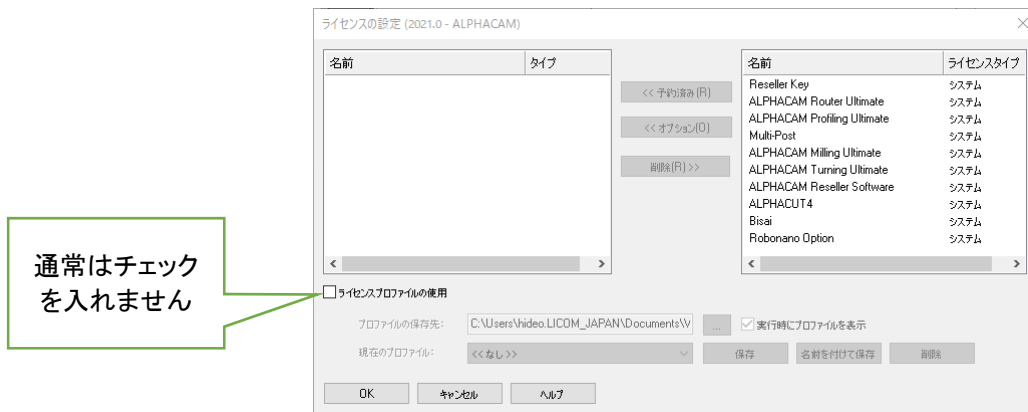 ライセンスの設定 (2021.0 - ALPHACAM)
名前 タイプ
<< 予約済み(R)
<< オプション(O)
削除(R) >>
名前 ライセンスタイプ
Reseller Key システム
ALPHACAM Router Ultimate システム
ALPHACAM Profiling Ultimate システム
Multi-Post システム
ALPHACAM Milling Ultimate システム
ALPHACAM Turning Ultimate システム
ALPHACAM Reseller Software システム
ALPHACUT4 システム
Bisai システム
Robonano Option システム
通常はチェック
を入れません
ライセンスプロファイルの使用
プロファイルの保存先: C:\Users\hideo.LICOM_JAPAN\Documents\V ... 実行時にプロファイルを表示
現在のプロファイル: <<なし>> 保存 名前を付けて保存 削除
OK キャンセル ヘルプ